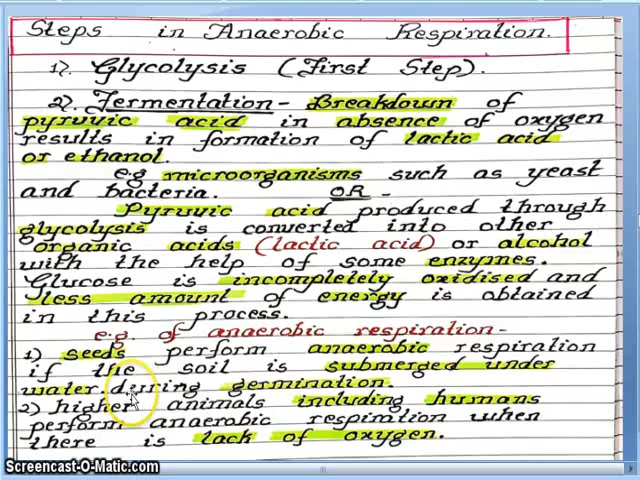 Steps in Anaerobic Respiration.
1). Glycolysis (First Step).
2). Fermentation - Breakdown of
pyruvic acid in absence of oxygen
results in formation of lactic acid
or ethanol.
e.g microorganisms such as yeast
and bacteria. OR -
Pyruvic acid produced through
glycolysis is converted into other
organic acids (lactic acid) or alcohol
with the help of some enzymes.
Glucose is incompletely oxidised and
less amount of energy is obtained
in this process.
e.g. of anaerobic respiration-
1) seeds perform anaerobic respiration
if the soil is submerged under
water during germination.
2) higher animals including humans
perform anaerobic respiration when
there is lack of oxygen.
Screencast-O-Matic.com